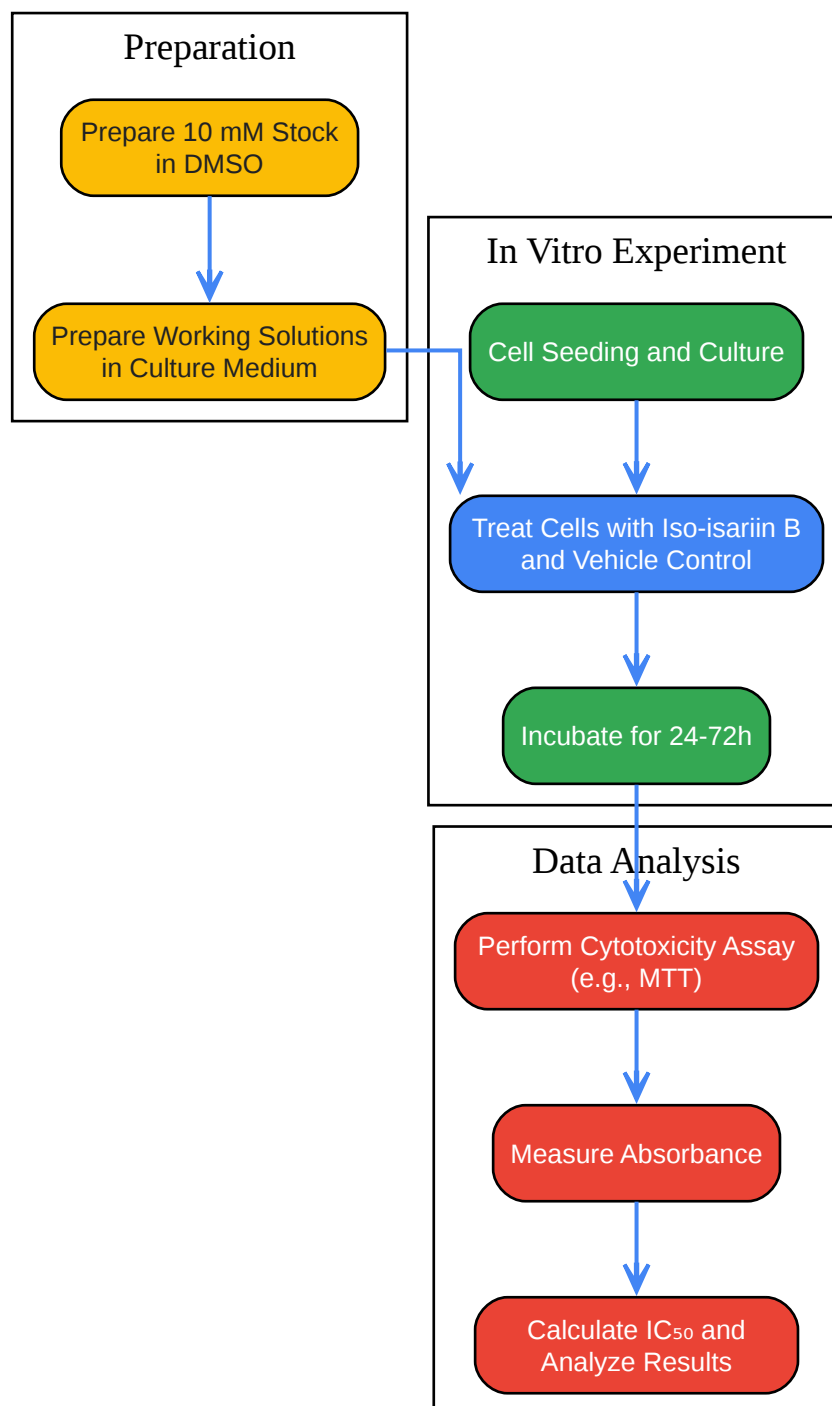 Preparation
Prepare 10 mM Stock
in DMSO
Prepare Working Solutions
in Culture Medium
In Vitro Experiment
Cell Seeding and Culture
Treat Cells with Iso-isariin B
and Vehicle Control
Incubate for 24-72h
Data Analysis
Perform Cytotoxicity Assay
(e.g., MTT)
Measure Absorbance
Calculate IC₅₀ and
Analyze Results